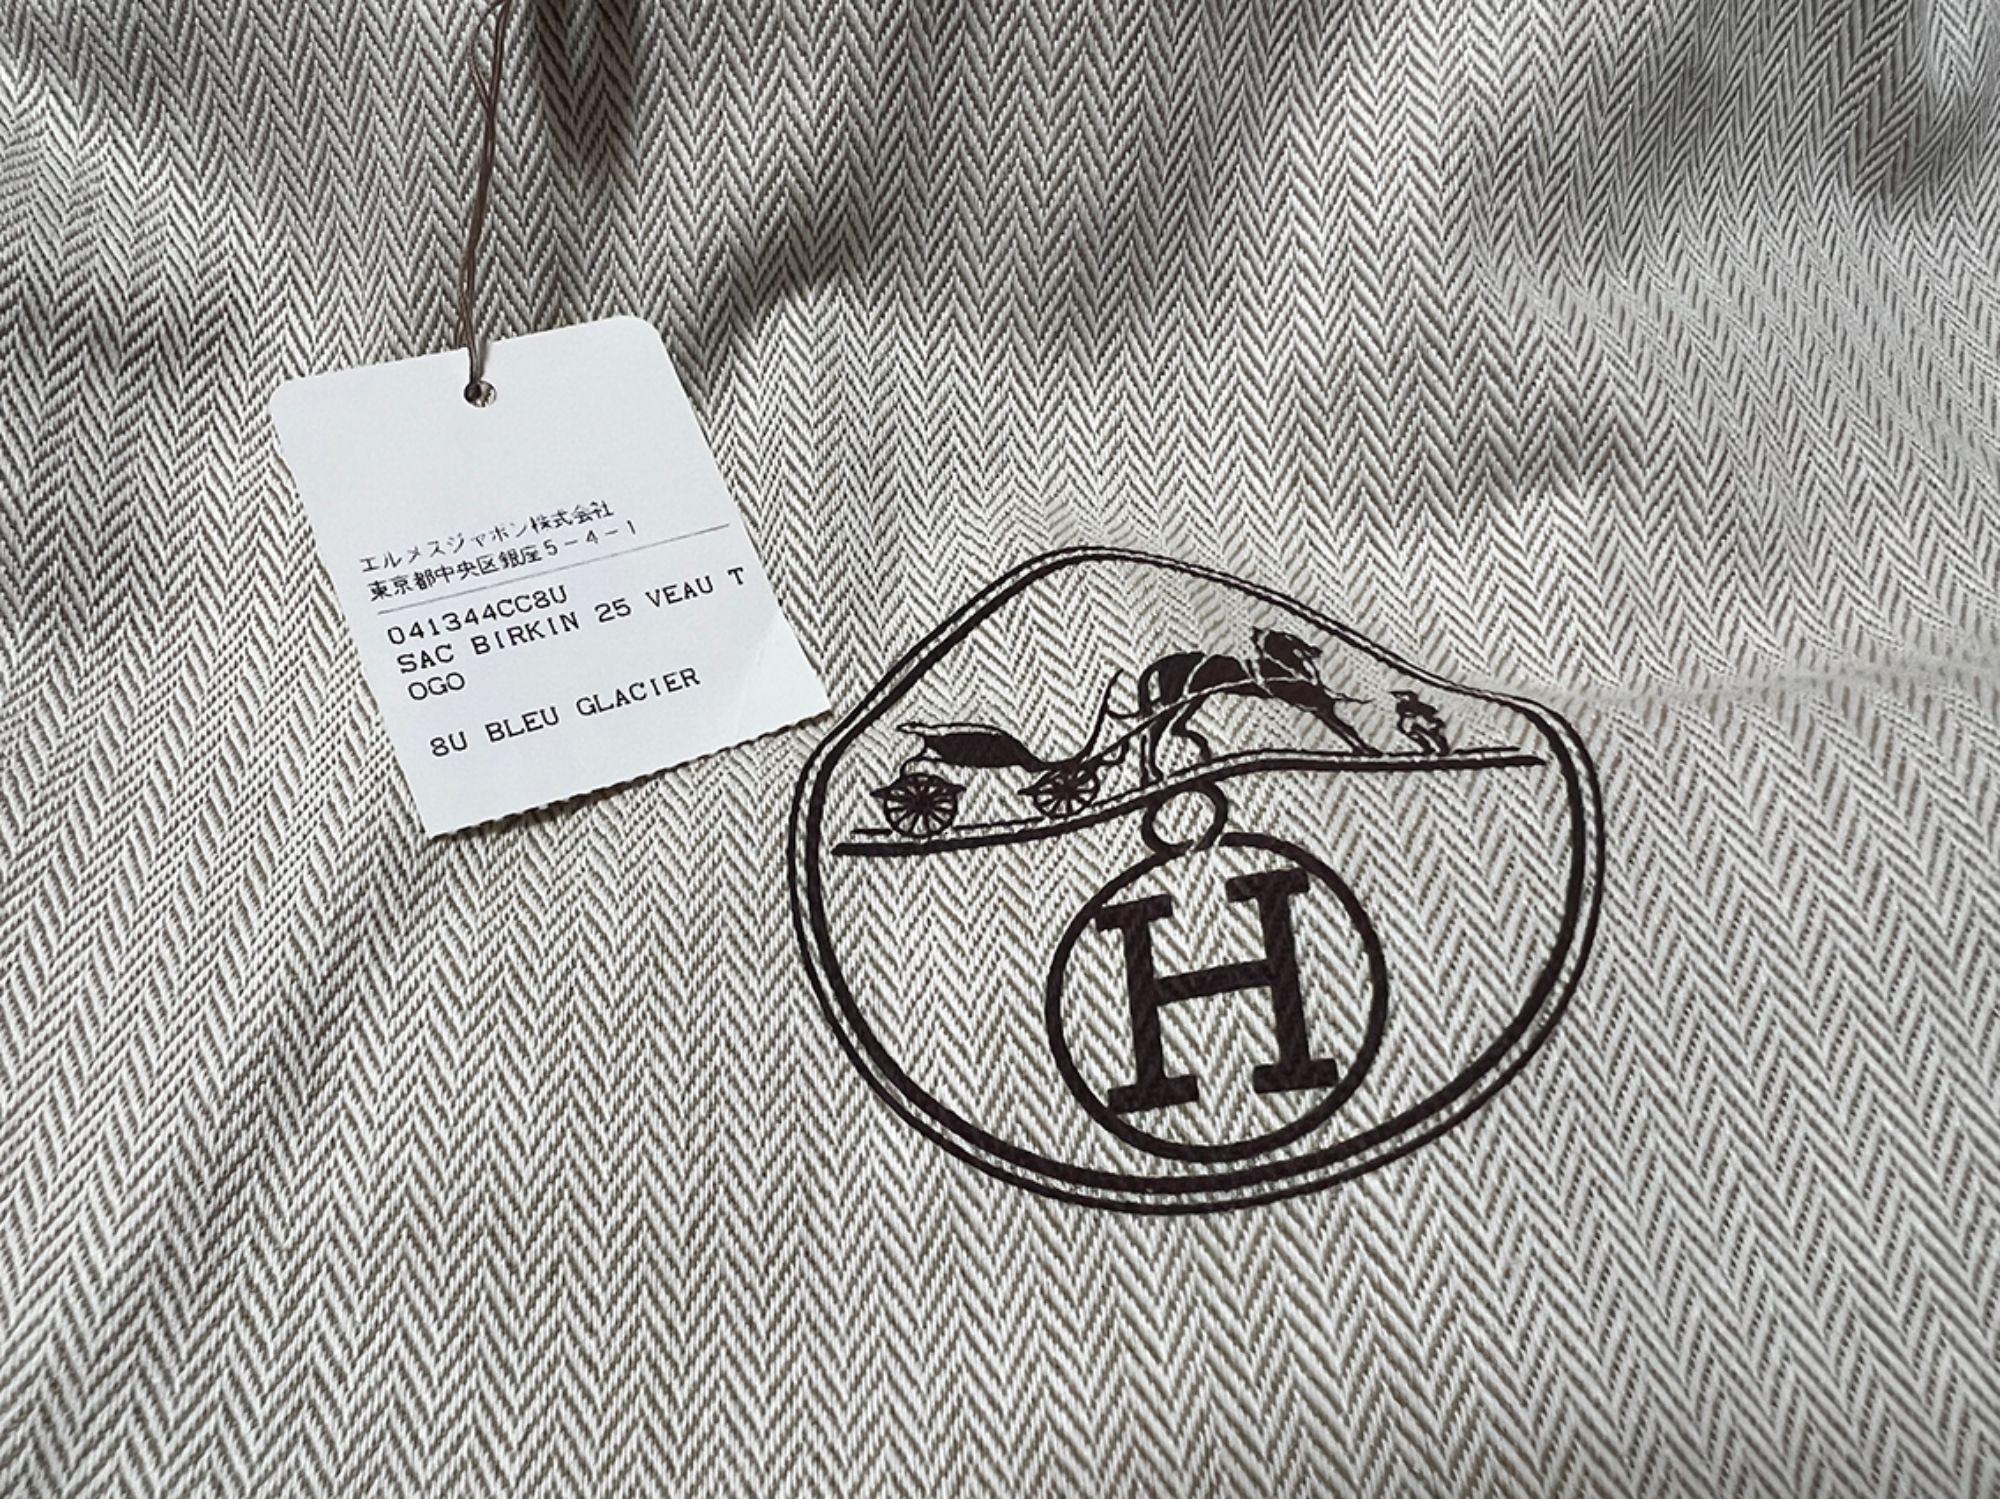 エルメスジャポン株式会社
東京都中央区銀座5-4-1
041344CC8U
SAC BIRKIN 25 VEAU T
OGO
8U BLEU GLACIER
H